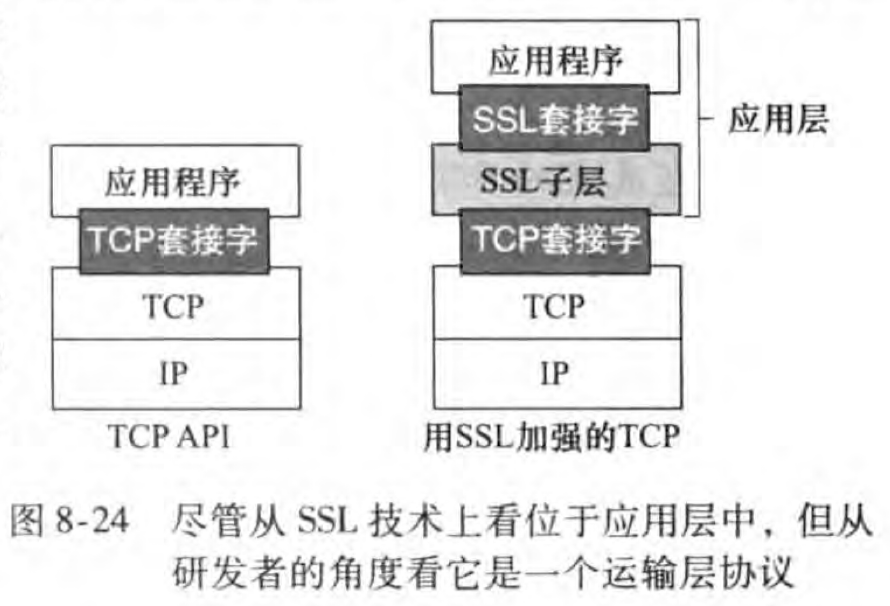 应用程序
TCP套接字
TCP
IP
TCP API
应用程序
SSL套接字
SSL子层
TCP套接字
TCP
IP
用SSL加强的TCP
应用层
图 8-24 尽管从 SSL 技术上看位于应用层中，但从
研发者的角度看它是一个运输层协议